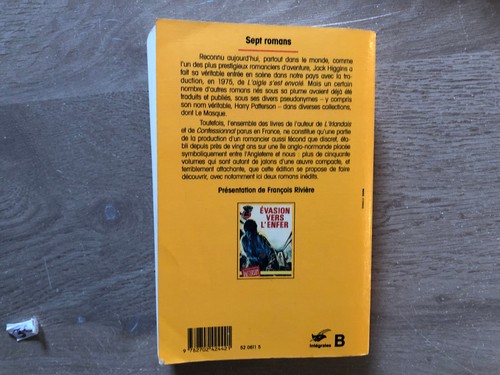 Sept romans
Reconnu aujourd'hui, partout dans le monde, comme
l'un des plus prestigieux romanciers d'aventure, Jack Higgins a
fait sa véritable entrée en scène dans notre pays avec la tra-
duction, en 1975, de L'aigle s'est envolé. Mais un certain
nombre d'autres romans nés sous sa plume avaient déjà été
traduits et publiés, sous ses divers pseudonymes – y compris
son nom véritable, Harry Patterson – dans diverses collections,
dont Le Masque.
Toutefois, l'ensemble des livres de l'auteur de L'Irlandais
et de Confessionnal parus en France, ne constitue qu'une partie
de la production d'un romancier aussi fécond que discret, éta-
bli depuis près de vingt ans sur une île anglo-normande placée
symboliquement entre l'Angleterre et nous : plus de cinquante
volumes qui sont autant de jalons d'une œuvre compacte, et
terriblement attachante, que cette édition se propose de faire
découvrir, avec notamment ici deux romans inédits.
Présentation de François Rivière
ÉVASION
VERS
L'ENFER
9 782702 424421
52 0811 5
Intégrales
B